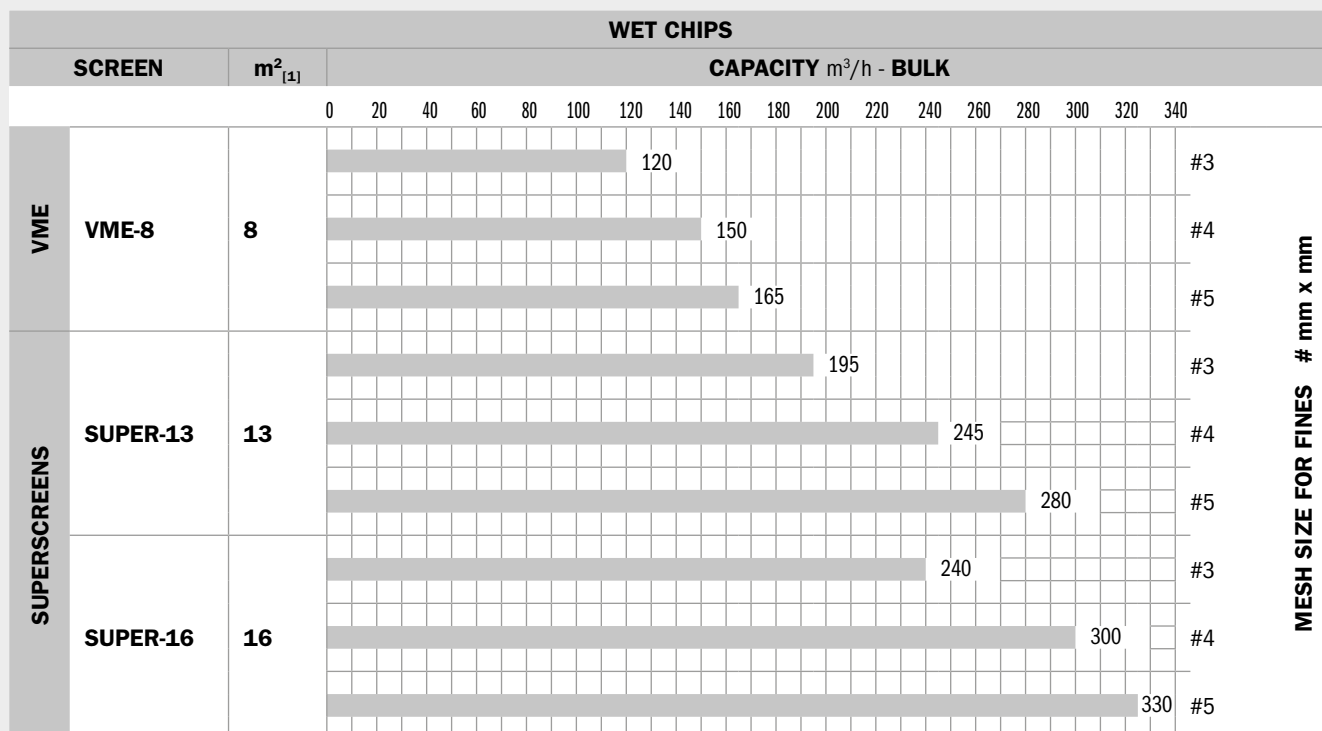 WET CHIPS
SCREEN m²[1] CAPACITY m³/h - BULK
0 20 40 60 80 100 120 140 160 180 200 220 240 260 280 300 320 340
VME
VME-8 8
120 #3
150 #4
165 #5
SUPERSCREENS
SUPER-13 13
195 #3
245 #4
280 #5
SUPER-16 16
240 #3
300 #4
330 #5
MESH SIZE FOR FINES # mm x mm